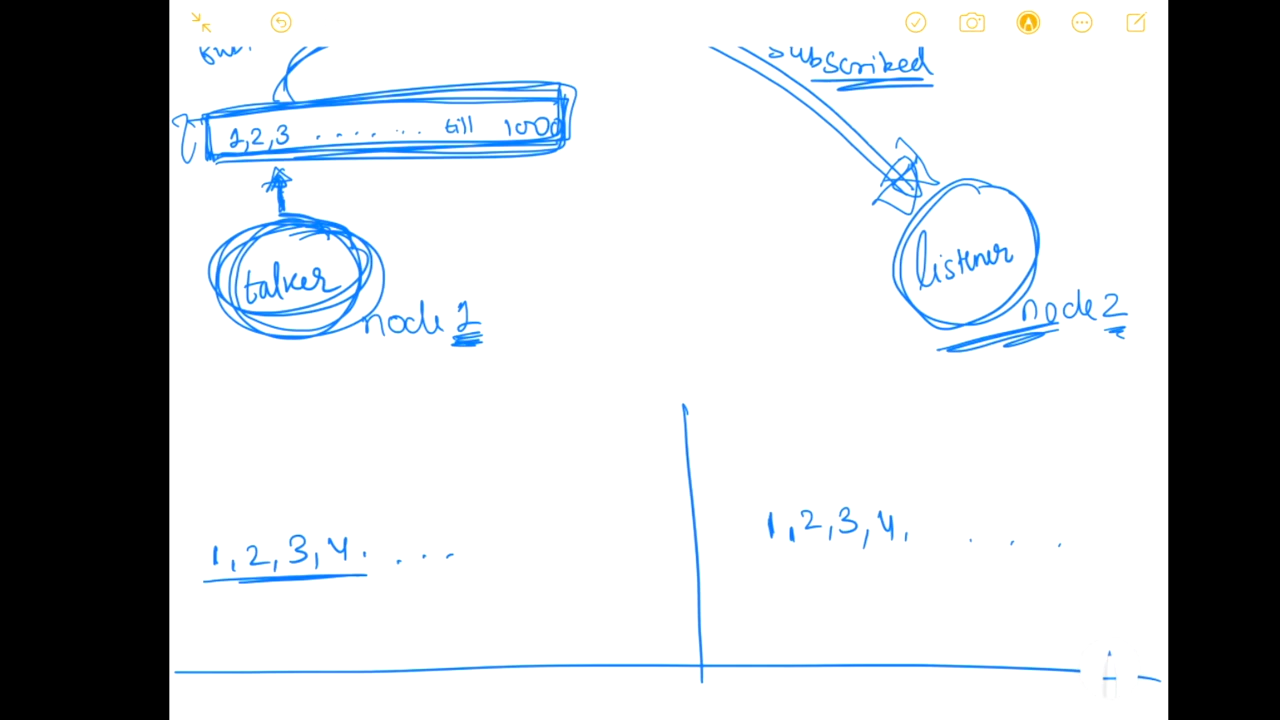 subscribed
1,2,3 ....... till 1000
talker
node 1
listener
node 2
1,2,3,4. ...
1,2,3,4, . . .